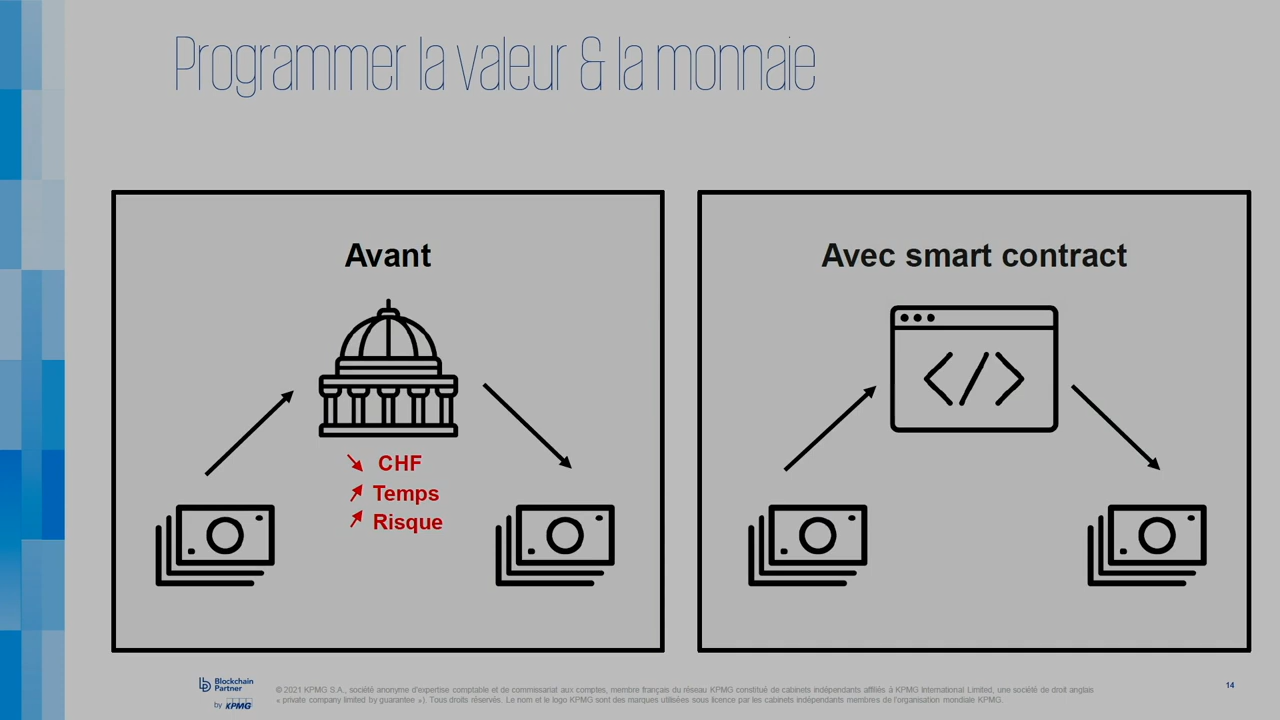 Programmer la valeur & la monnaie
Avant
CHF
Temps
Risque
Avec smart contract
</>
Blockchain
Partner
by KPMG
© 2021 KPMG S.A., société anonyme d'expertise comptable et de commissariat aux comptes, membre français du réseau KPMG constitué de cabinets indépendants affiliés à KPMG International Limited, une société de droit anglais
« private company limited by guarantee »). Tous droits réservés. Le nom et le logo KPMG sont des marques utilisées sous licence par les cabinets indépendants membres de l'organisation mondiale KPMG.
14